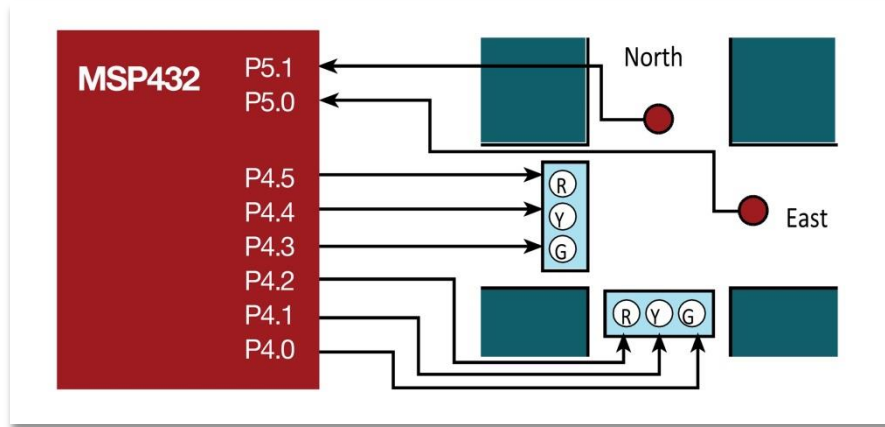 MSP432
P5.1
P5.0
P4.5
P4.4
P4.3
P4.2
P4.1
P4.0
North
East
R
Y
G
R Y G